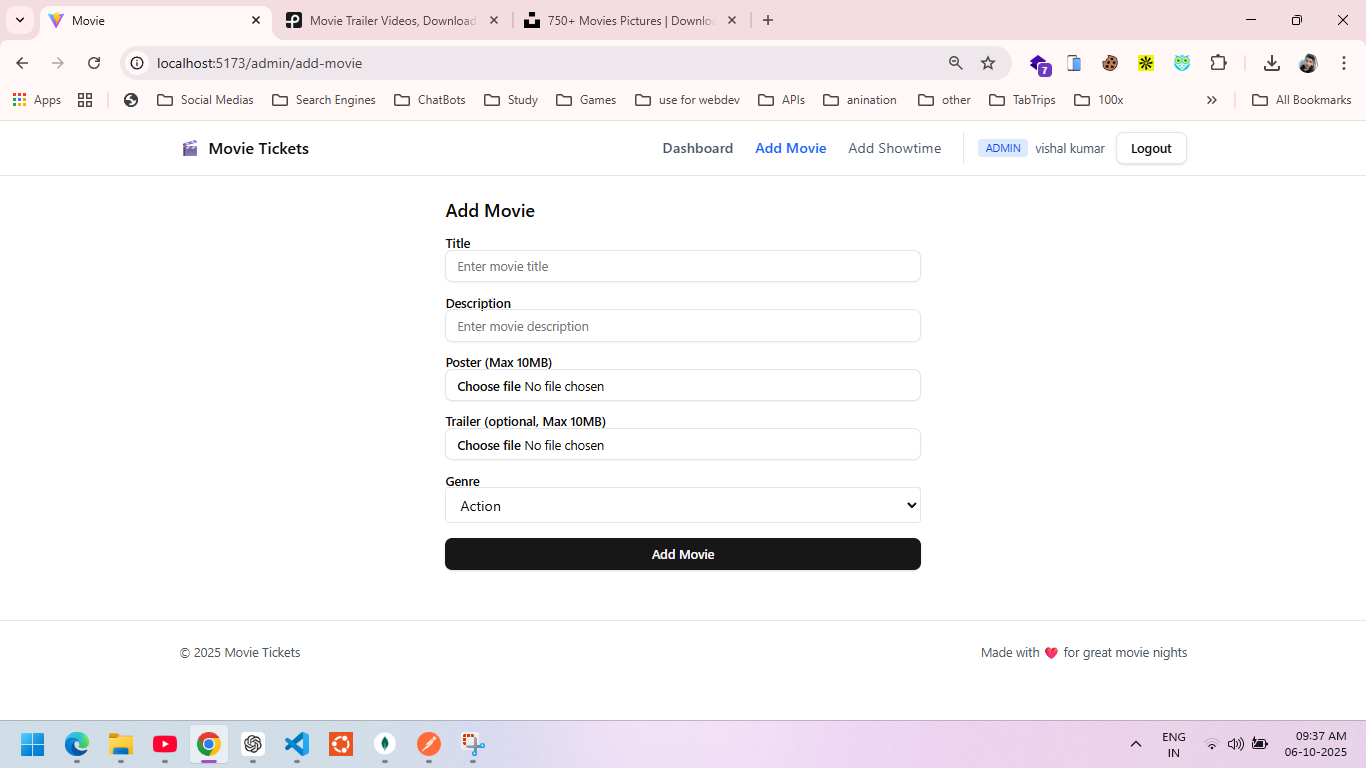 Movie
Movie Trailer Videos, Download
750+ Movies Pictures | Downlo
localhost:5173/admin/add-movie
7
Apps
Social Medias
Search Engines
ChatBots
Study
Games
use for webdev
APIs
anination
other
TabTrips
100x
All Bookmarks
Movie Tickets
Dashboard
Add Movie
Add Showtime
ADMIN
vishal kumar
Logout
Add Movie
Title
Enter movie title
Description
Enter movie description
Poster (Max 10MB)
Choose file No file chosen
Trailer (optional, Max 10MB)
Choose file No file chosen
Genre
Action
Add Movie
© 2025 Movie Tickets
Made with ❤️ for great movie nights
ENG
IN
09:37 AM
06-10-2025